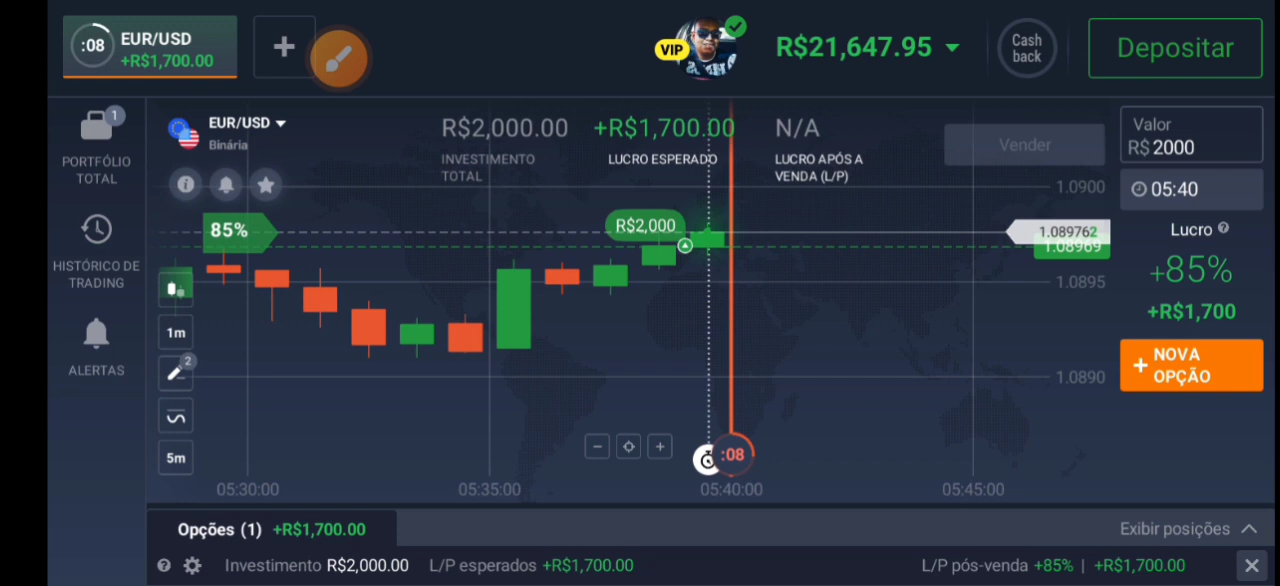 :08
EUR/USD
+R$1,700.00
+
VIP
R$21,647.95
Cash
back
Depositar
1
PORTFÓLIO
TOTAL
HISTÓRICO DE
TRADING
ALERTAS
EUR/USD
Binária
R$2,000.00
INVESTIMENTO
TOTAL
+R$1,700.00
LUCRO ESPERADO
N/A
LUCRO APÓS A
VENDA (L/P)
Vender
Valor
R$ 2000
05:40
Lucro
+85%
+R$1,700
+ NOVA
OPÇÃO
1.0900
85%
R$2,000
1.089762
1.08969
1.0895
1.0890
1m
2
5m
:08
05:30:00
05:35:00
05:40:00
05:45:00
Opções (1) +R$1,700.00
Exibir posições
Investimento R$2,000.00 L/P esperados +R$1,700.00
L/P pós-venda +85% | +R$1,700.00